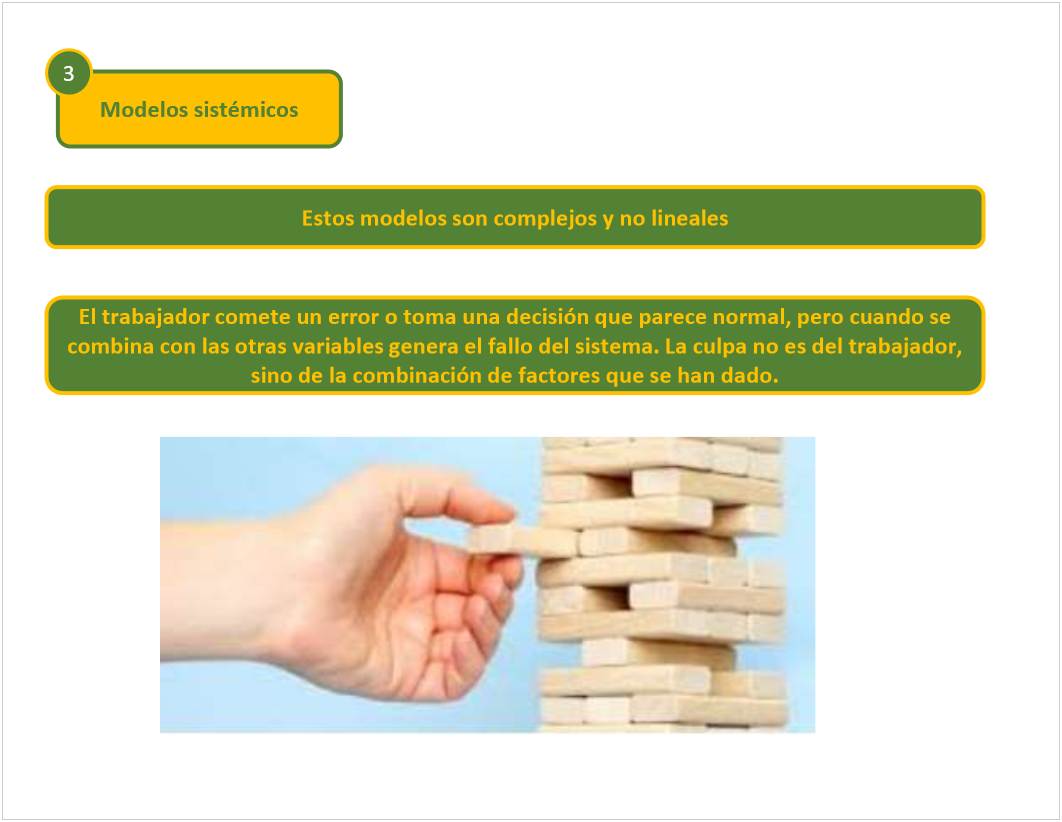 3
Modelos sistémicos
Estos modelos son complejos y no lineales
El trabajador comete un error o toma una decisión que parece normal, pero cuando se
combina con las otras variables genera el fallo del sistema. La culpa no es del trabajador,
sino de la combinación de factores que se han dado.